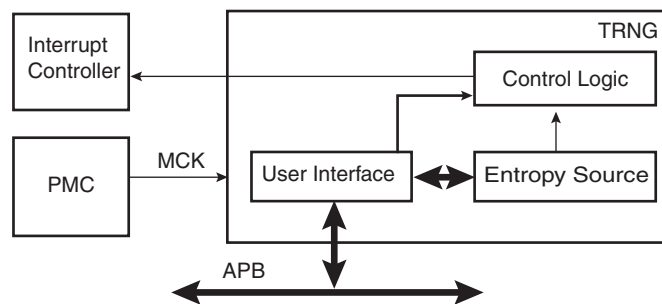 TRNG
Interrupt
Controller
Control Logic
MCK
PMC
User Interface
Entropy Source
APB